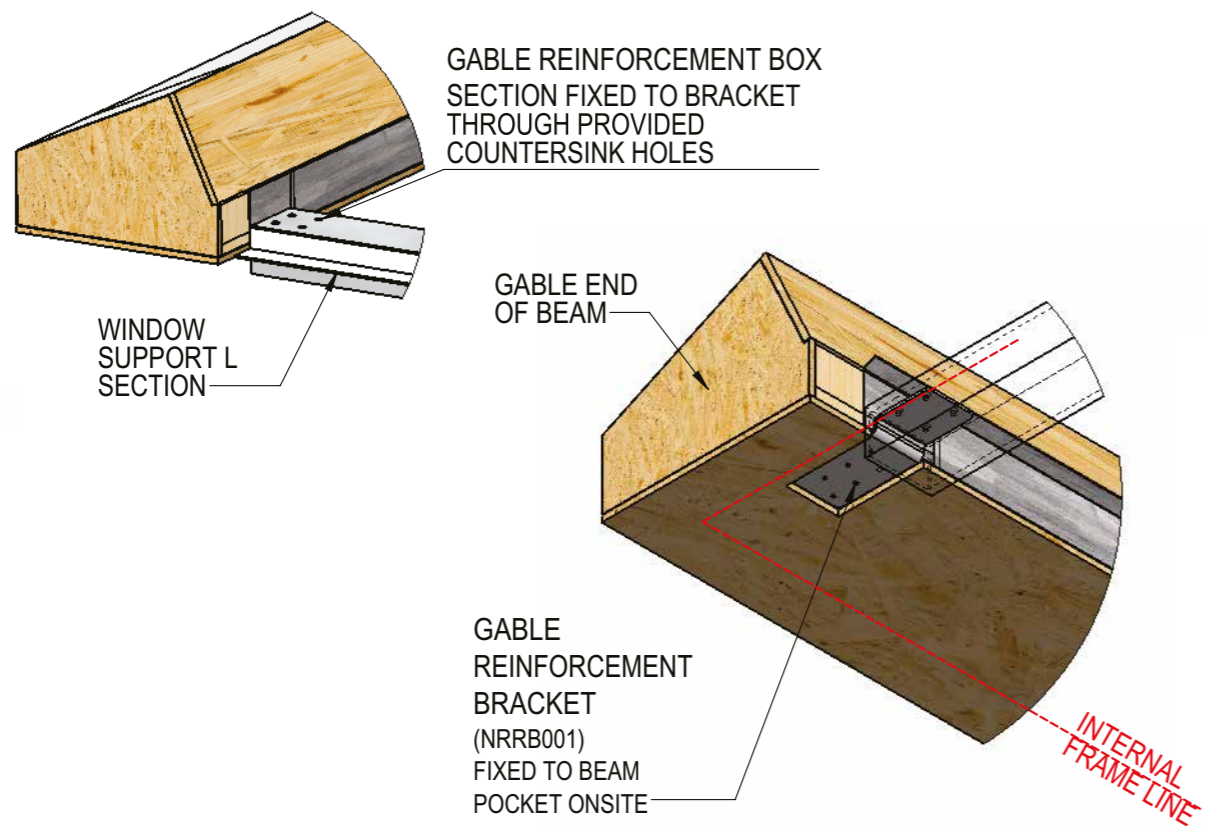 GABLE REINFORCEMENT BOX
SECTION FIXED TO BRACKET
THROUGH PROVIDED
COUNTERSINK HOLES
WINDOW
SUPPORT L
SECTION
GABLE END
OF BEAM
GABLE
REINFORCEMENT
BRACKET
(NRRB001)
FIXED TO BEAM
POCKET ONSITE
INTERNAL
FRAME LINE